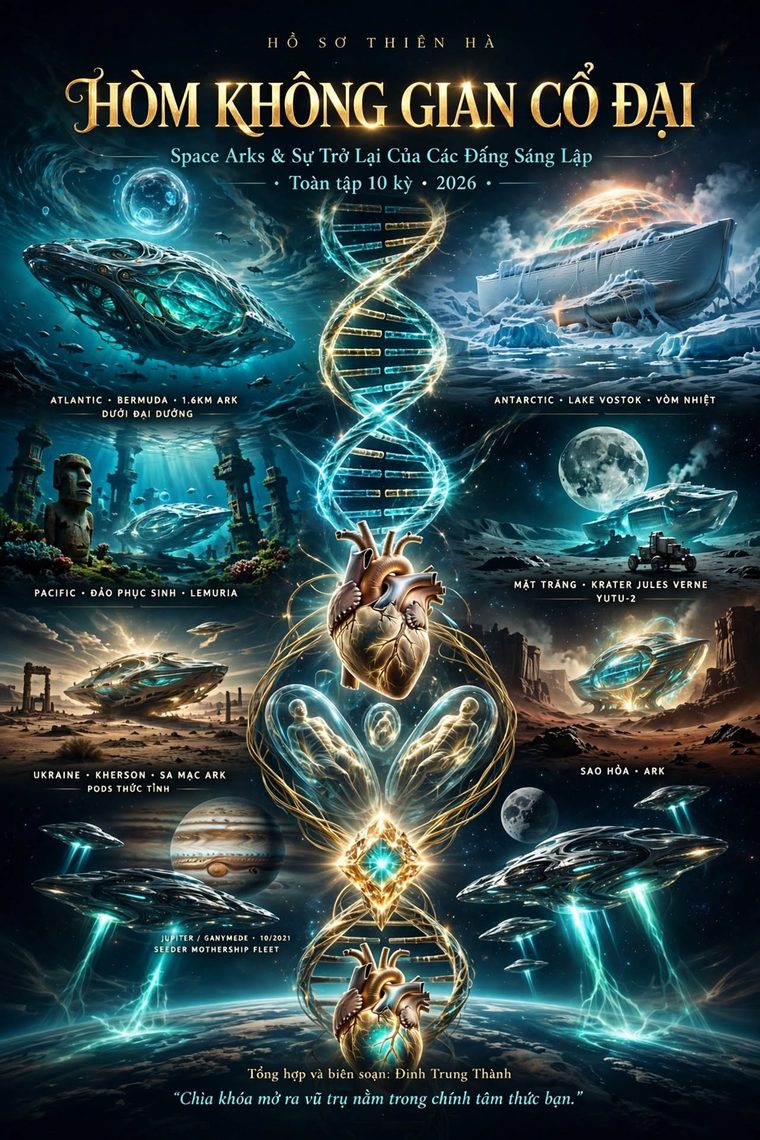 HỒ SƠ THIÊN HÀ
HÒM KHÔNG GIAN CỔ ĐẠI
Space Arks & Sự Trở Lại Của Các Đấng Sáng Lập
• Toàn tập 10 kỳ • 2026 •
ATLANTIC • BERMUDA • 1.6KM ARK
DƯỚI ĐẠI DƯƠNG
ANTARCTIC • LAKE VOSTOK • VÒM NHIỆT
PACIFIC • ĐẢO PHỤC SINH • LEMURIA
MẶT TRĂNG • KRATER JULES VERNE
YUTU-2
UKRAINE • KHERSON • SA MẠC ARK
PODS THỨC TỈNH
SAO HỎA • ARK
JUPITER / GANYMEDE • 10/2021
SEEDER MOTHERSHIP FLEET
Tổng hợp và biên soạn: Đinh Trung Thành
“Chìa khóa mở ra vũ trụ nằm trong chính tâm thức bạn.”